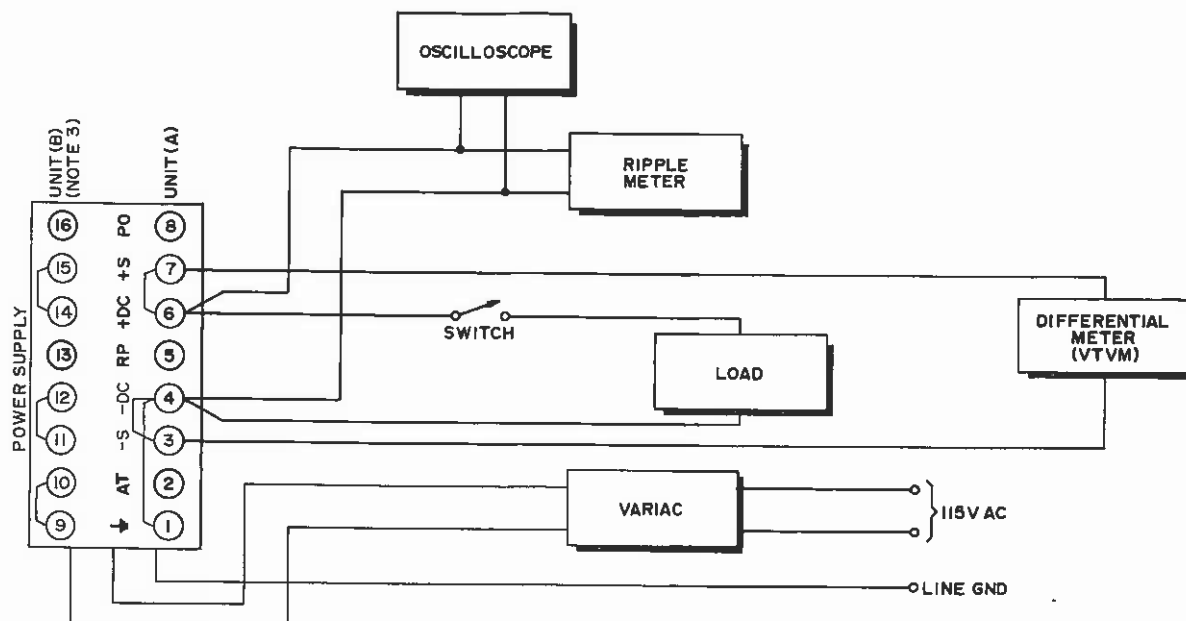 OSCILLOSCOPE
RIPPLE
METER
UNIT(B)
(NOTE 3)
UNIT(A)
POWER SUPPLY
16 PO 8
15 +S 7
14 +DC 6
13 RP 5
12 -DC 4
11 -S 3
10 AT 2
9 1
SWITCH
LOAD
DIFFERENTIAL
METER
(VTVM)
VARIAC
115V AC
LINE GND